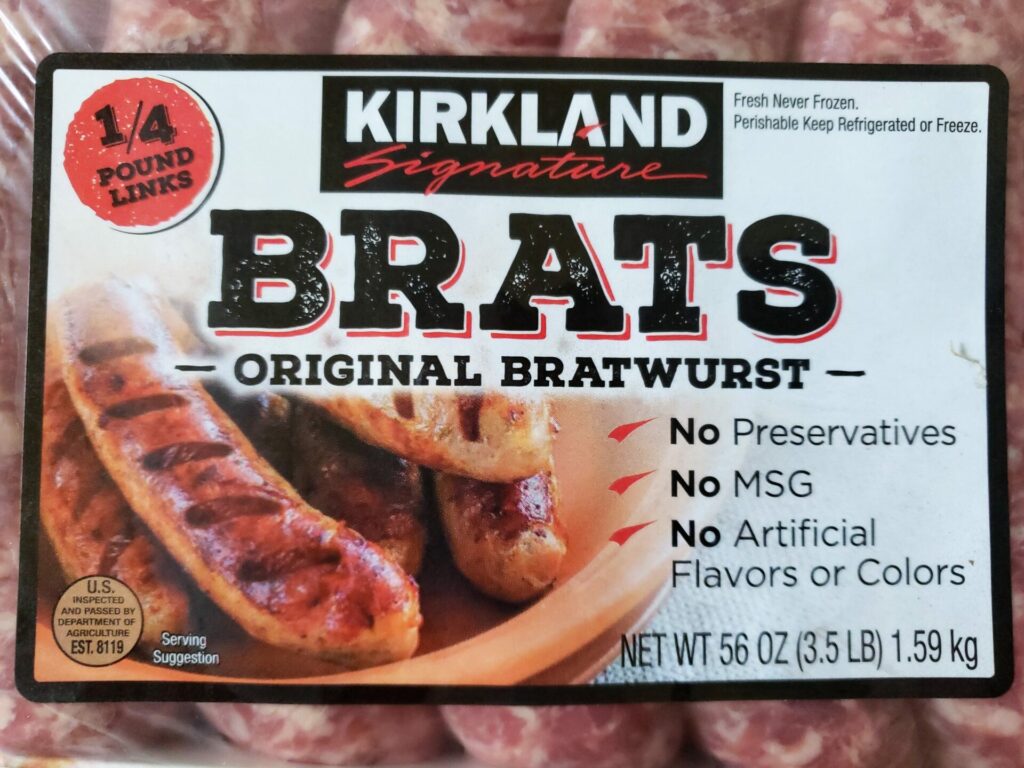 1/4
POUND
LINKS
KIRKLAND
Signature
Fresh Never Frozen.
Perishable Keep Refrigerated or Freeze.
BRATS
— ORIGINAL BRATWURST —
No Preservatives
No MSG
No Artificial
Flavors or Colors
U.S.
INSPECTED
AND PASSED BY
DEPARTMENT OF
AGRICULTURE
EST. 8119
Serving
Suggestion
NET WT 56 OZ (3.5 LB) 1.59 kg